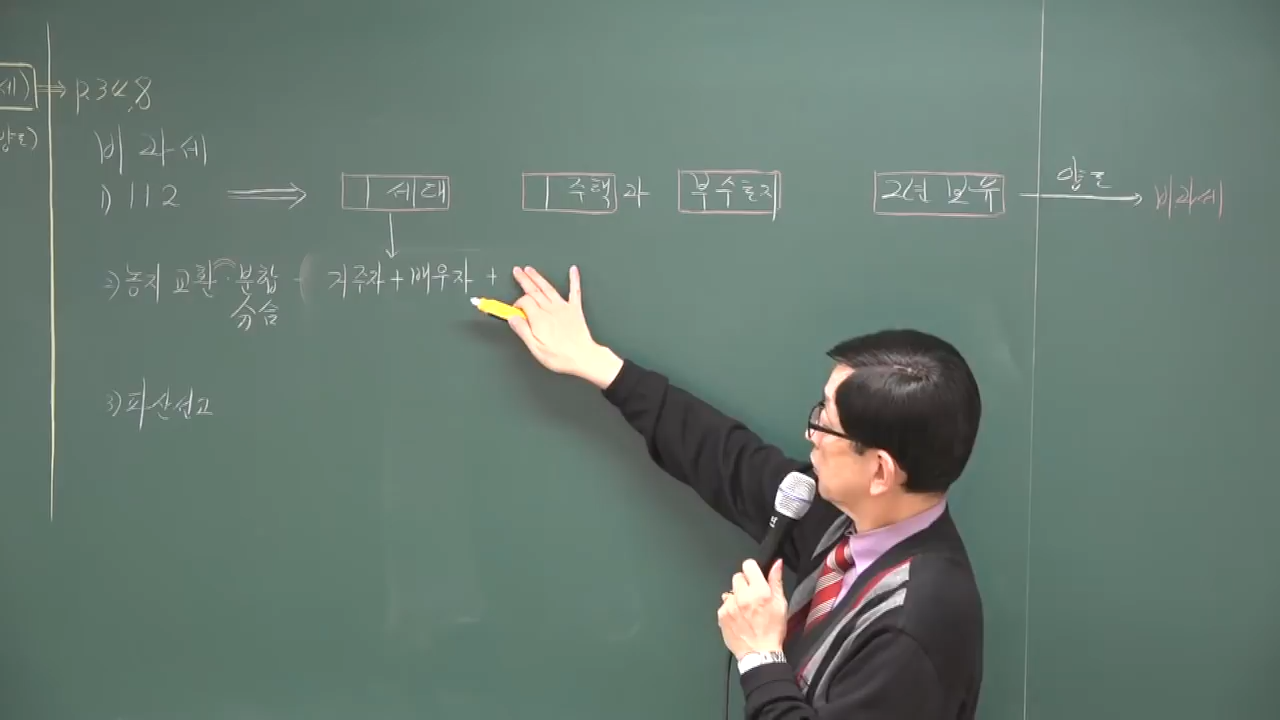 세) ⇒ p.348
양도)
비과세
1) 112 ⇒ 1 세대 1 주택과 부수토지 2년 보유 양도 → 비과세
2) 농지 교환·분합 - 거주자 + 배우자 +
分合
3) 파산선고